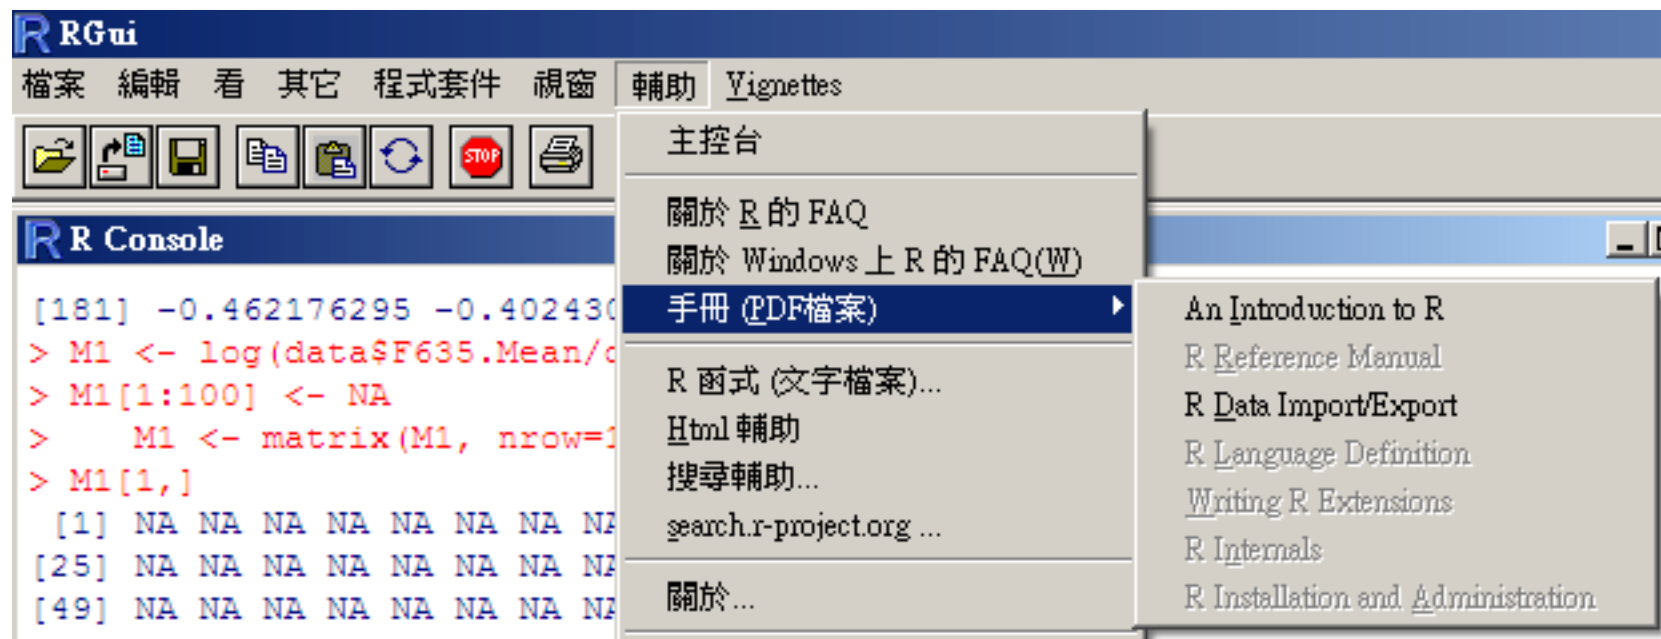 RGui
檔案 編輯 看 其它 程式套件 視窗 輔助 Vignettes
STOP
R Console
[181] -0.462176295 -0.402430
> M1 <- log(data$F635.Mean/
> M1[1:100] <- NA
>   M1 <- matrix(M1, nrow=1
> M1[1,]
[1] NA NA NA NA NA NA NA NA
[25] NA NA NA NA NA NA NA NA
[49] NA NA NA NA NA NA NA NA
主控台
關於 R 的 FAQ
關於 Windows 上 R 的 FAQ(W)
手冊 (PDF檔案)
R 函式 (文字檔案)...
Html 輔助
搜尋輔助...
search.r-project.org ...
關於...
An Introduction to R
R Reference Manual
R Data Import/Export
R Language Definition
Writing R Extensions
R Internals
R Installation and Administration